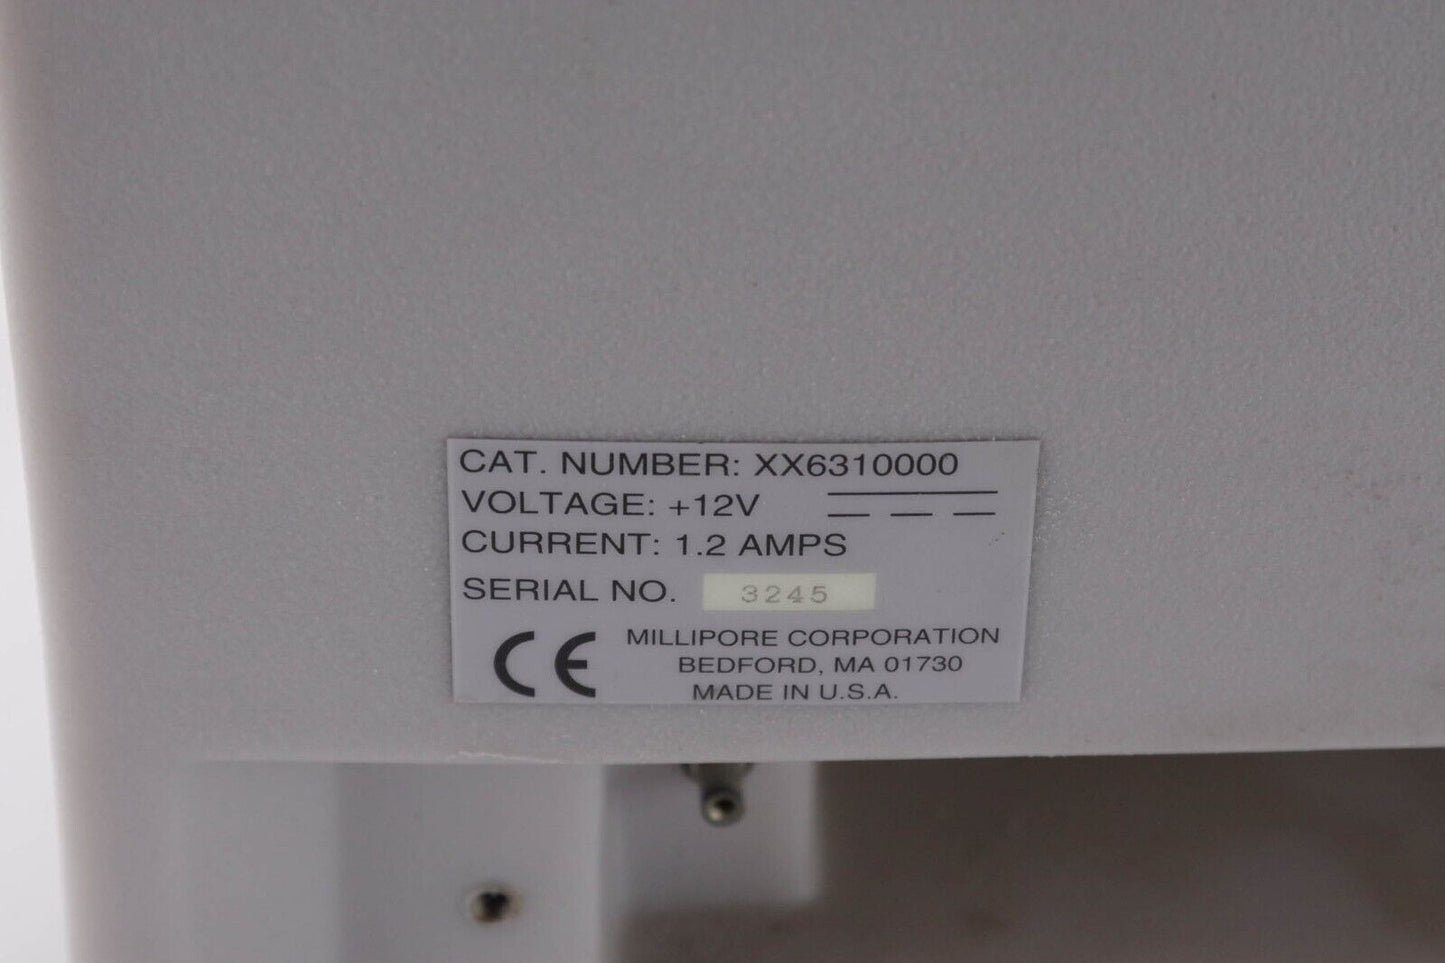 CAT. NUMBER: XX6310000
VOLTAGE: +12V
CURRENT: 1.2 AMPS
SERIAL NO. 3245
CE MILLIPORE CORPORATION
BEDFORD, MA 01730
MADE IN U.S.A.